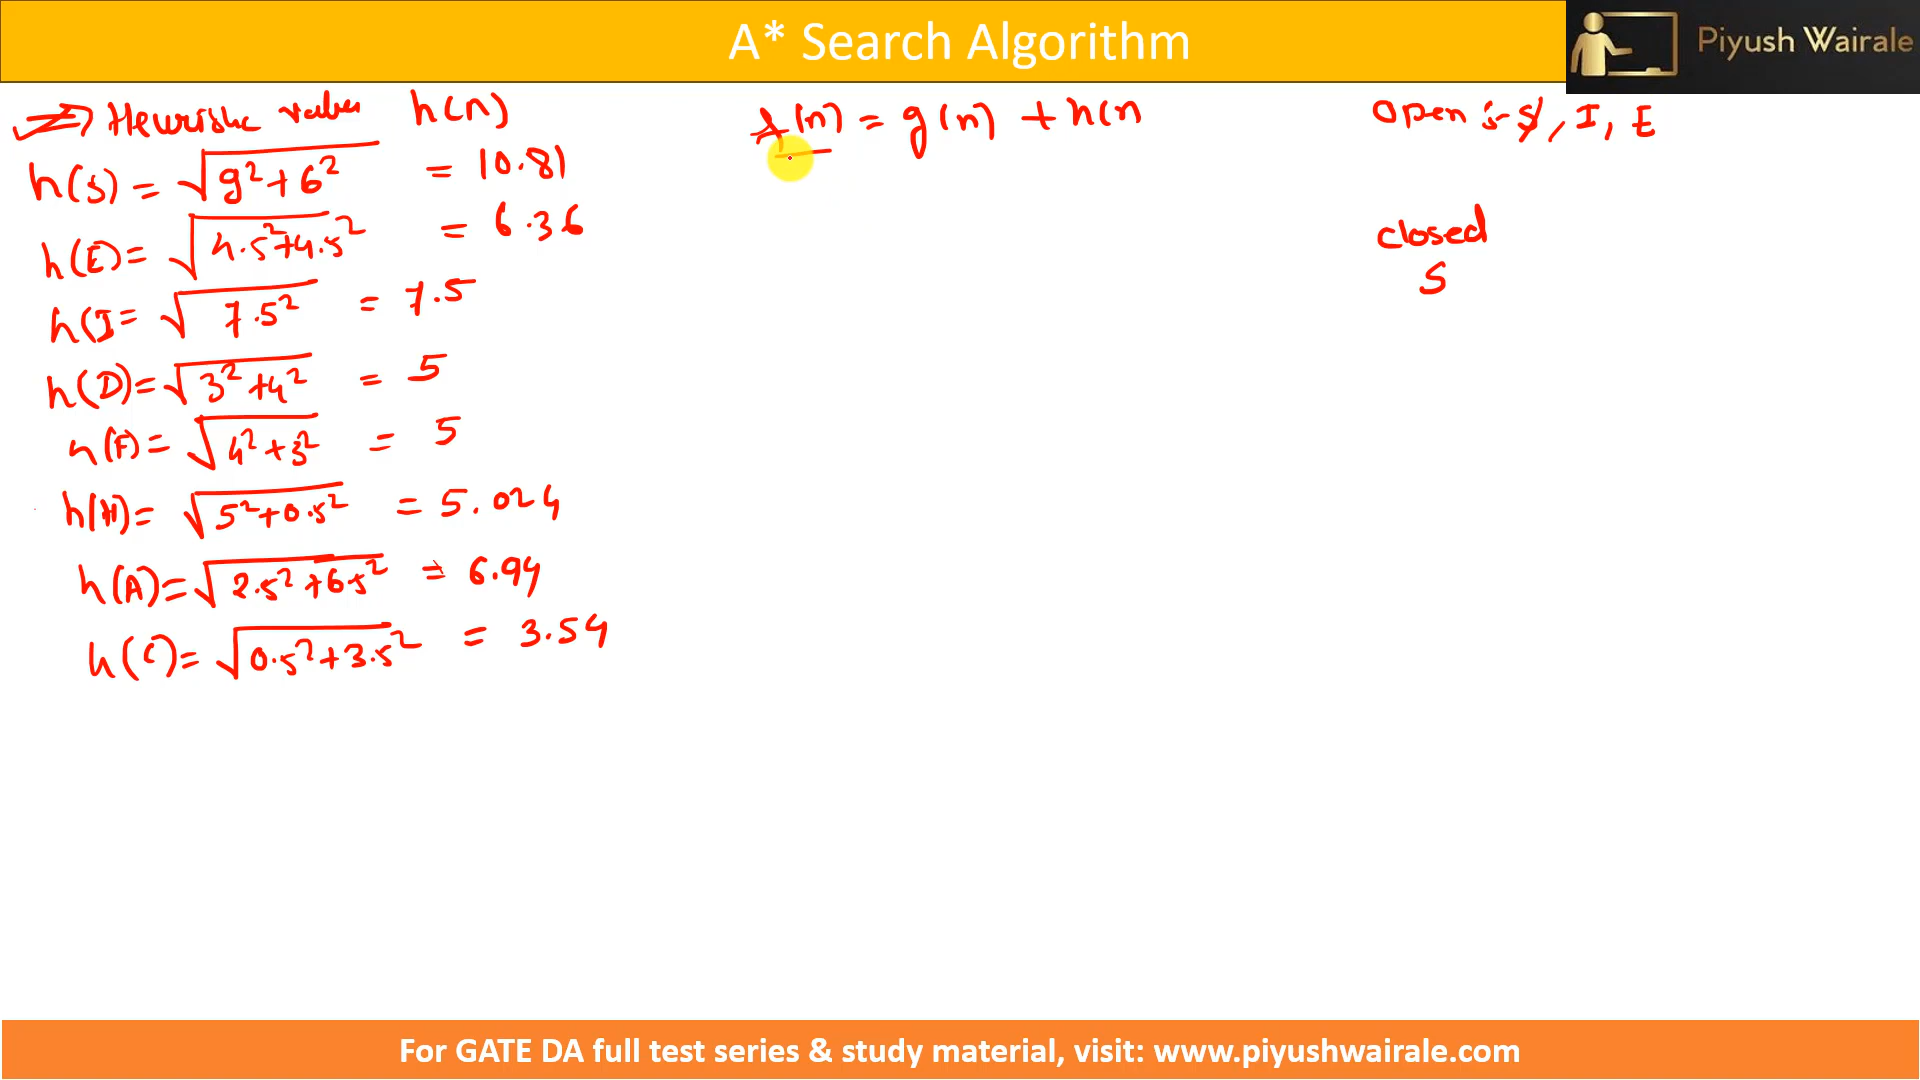 A* Search Algorithm
Piyush Wairale
Heuristic values h(n)
h(S) = √9²+6² = 10.81
h(E) = √4.5²+4.5² = 6.36
h(I = √7.5² = 7.5
h(D) = √3²+4² = 5
h(F) = √4²+3² = 5
h(H) = √5²+0.5² = 5.024
h(A) = √2.5²+6.5² = 6.94
h(C) = √0.5²+3.5² = 3.54
f(n) = g(n) + h(n
Open :- S, I, E
closed
S
For GATE DA full test series & study material, visit: www.piyushwairale.com